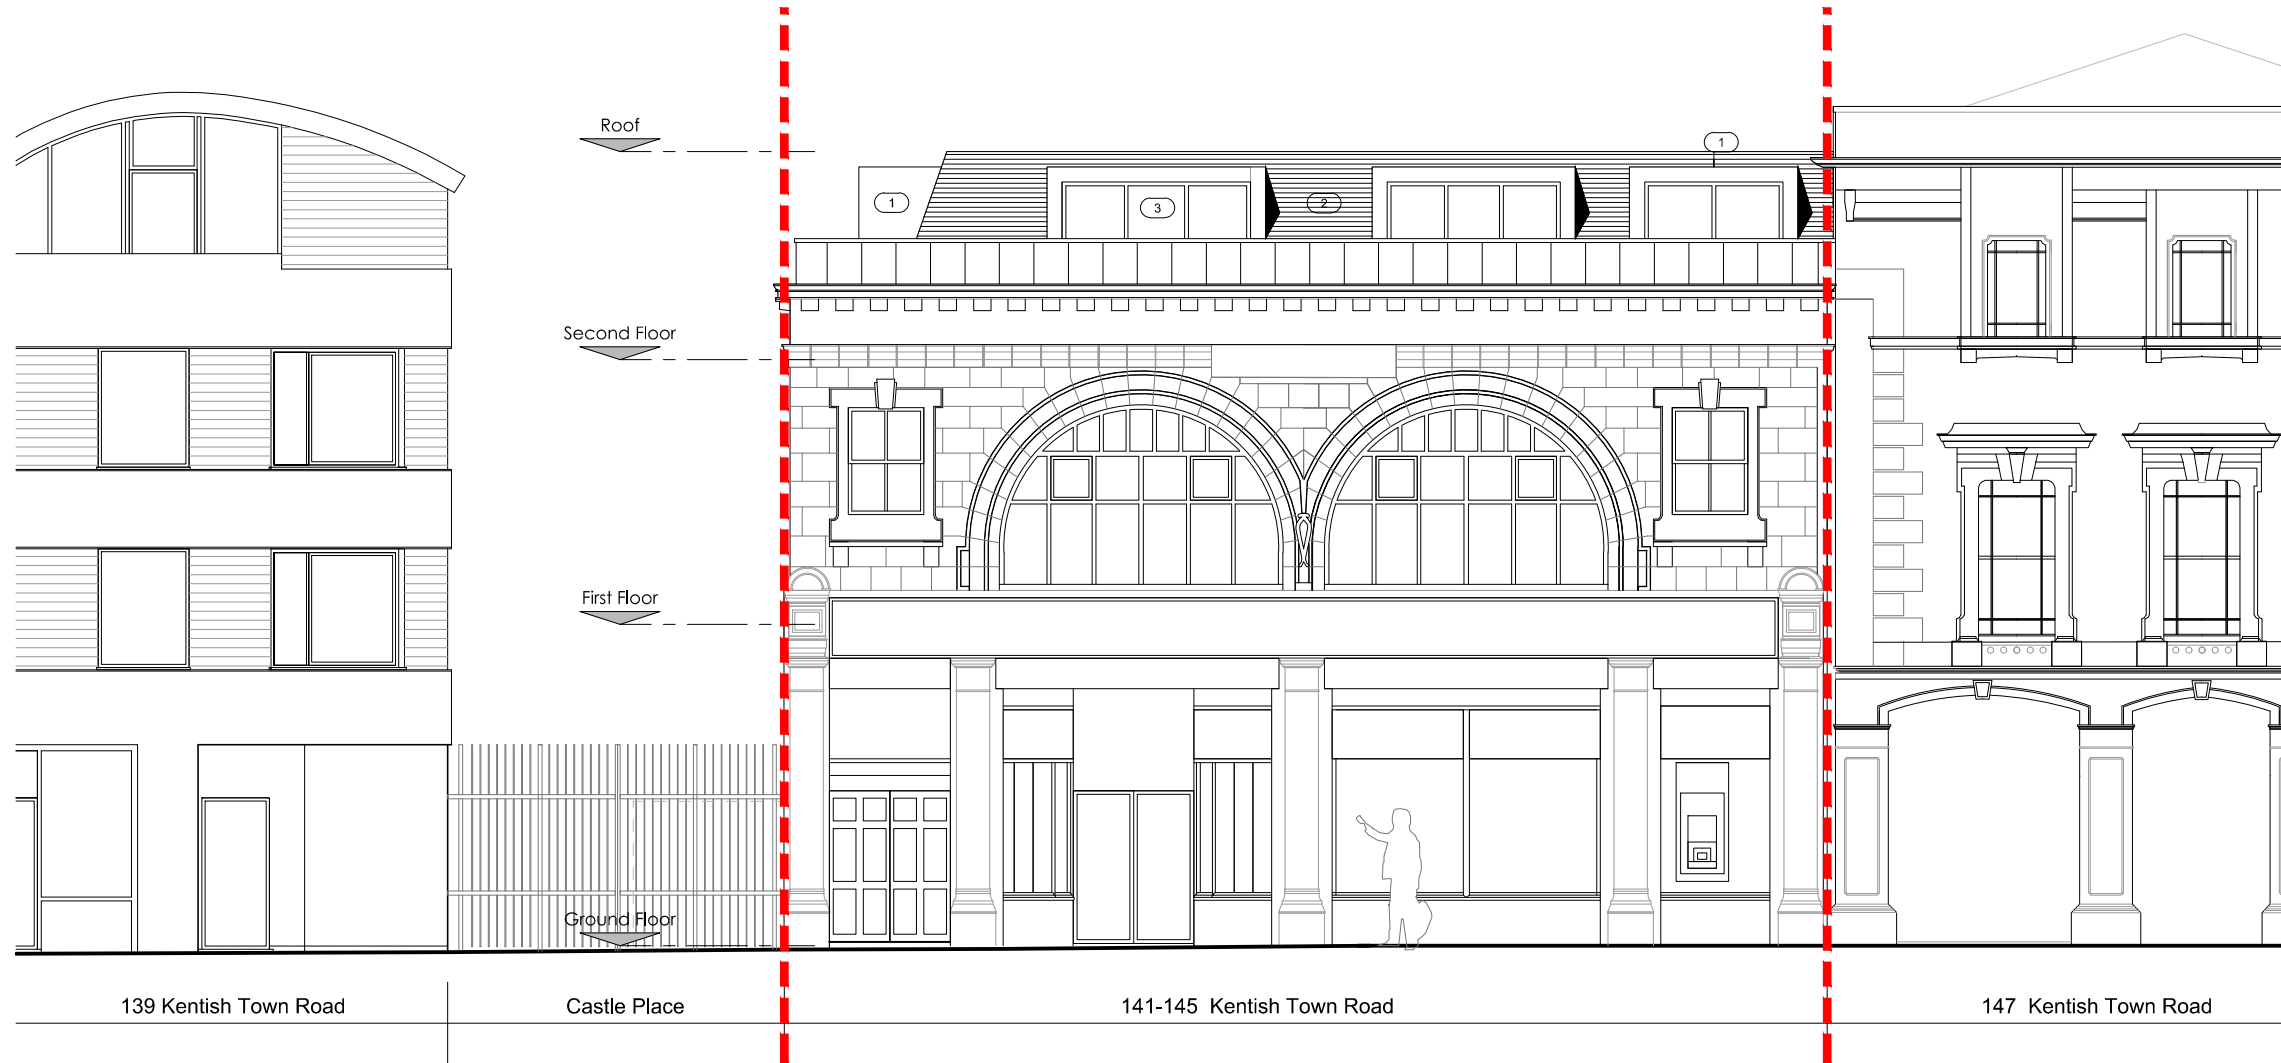 Roof
1
1
3
2
Second Floor
First Floor
Ground Floor
139 Kentish Town Road
Castle Place
141-145 Kentish Town Road
147 Kentish Town Road